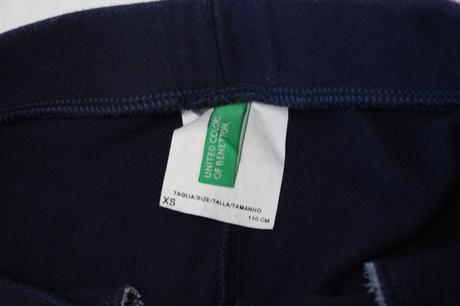 UNITED COLORS
OF BENETTON
TAGLIA/SIZE/TALLA/TAMANHO
XS
110 CM